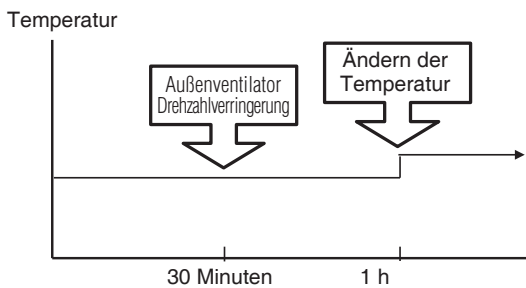 Temperatur
Außenventilator
Drehzahlverringerung
Ändern der
Temperatur
30 Minuten
1 h